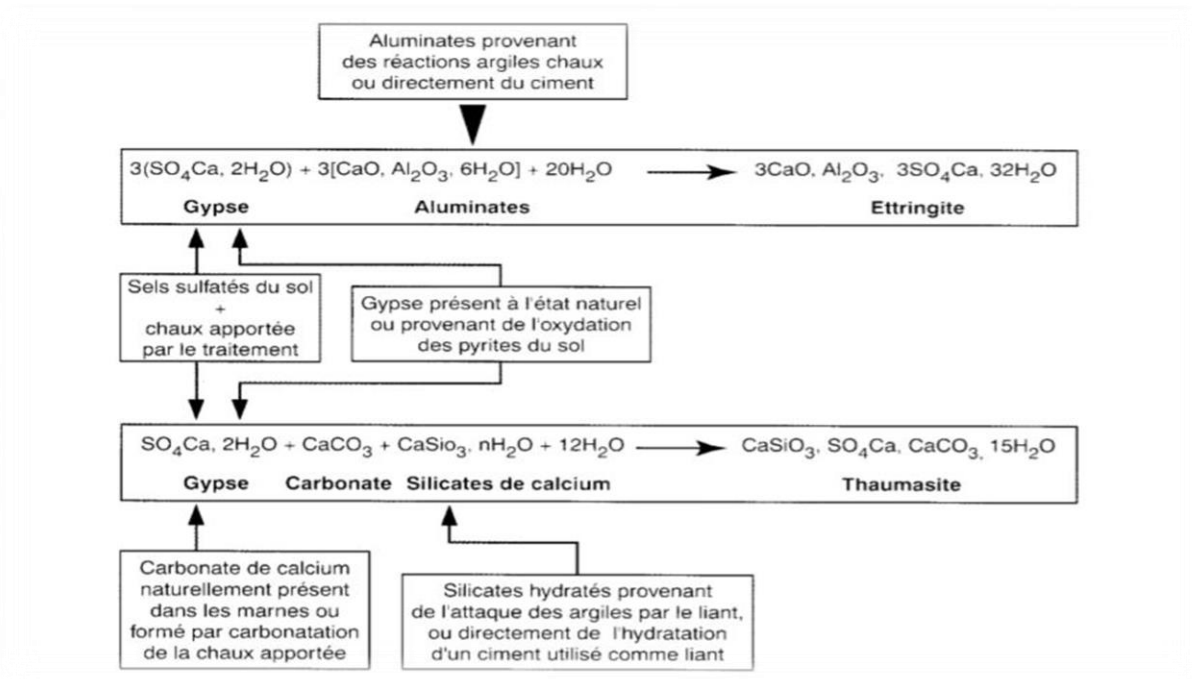 Aluminates provenant
des réactions argiles chaux
ou directement du ciment
3(SO₄Ca, 2H₂O) + 3[CaO, Al₂O₃, 6H₂O] + 20H₂O → 3CaO, Al₂O₃, 3SO₄Ca, 32H₂O
Gypse Aluminates Ettringite
Sels sulfatés du sol
+
chaux apportée
par le traitement
Gypse présent à l'état naturel
ou provenant de l'oxydation
des pyrites du sol
SO₄Ca, 2H₂O + CaCO₃ + CaSio₃, nH₂O + 12H₂O → CaSiO₃, SO₄Ca, CaCO₃, 15H₂O
Gypse Carbonate Silicates de calcium Thaumasite
Carbonate de calcium
naturellement présent
dans les marnes ou
formé par carbonatation
de la chaux apportée
Silicates hydratés provenant
de l'attaque des argiles par le liant,
ou directement de l'hydratation
d'un ciment utilisé comme liant